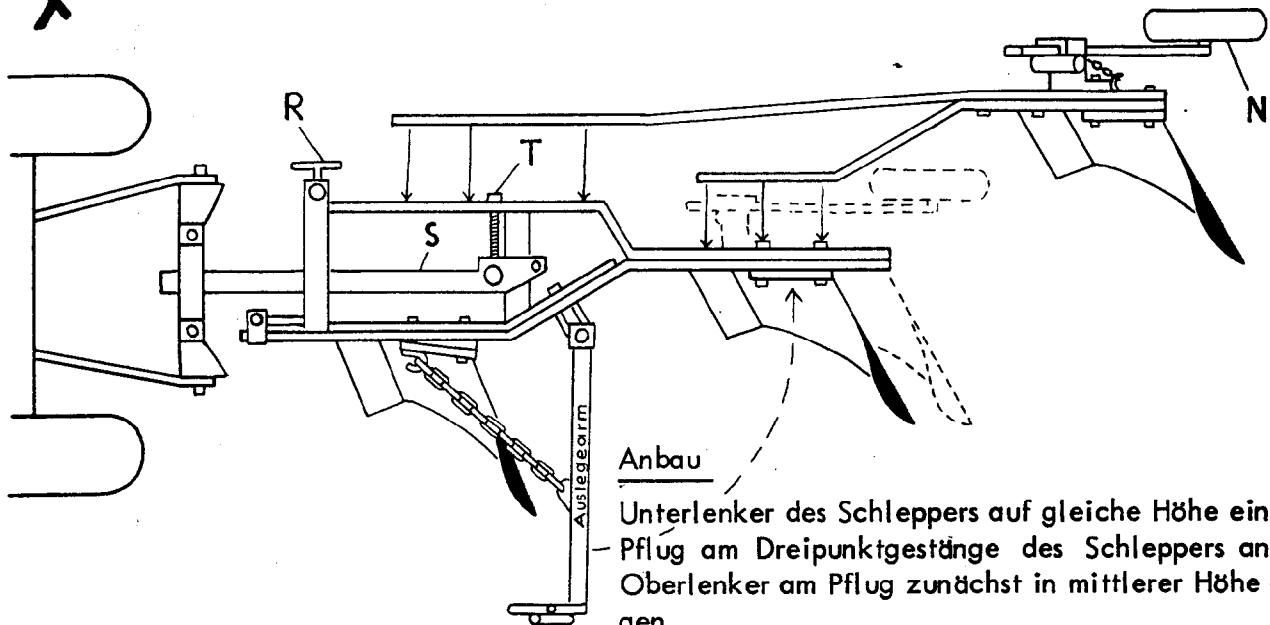 R
T
N
S
Auslegearm
Anbau
Unterlenker des Schleppers auf gleiche Höhe ein
Pflug am Dreipunktgestänge des Schleppers an
Oberlenker am Pflug zunächst in mittlerer Höhe
gen